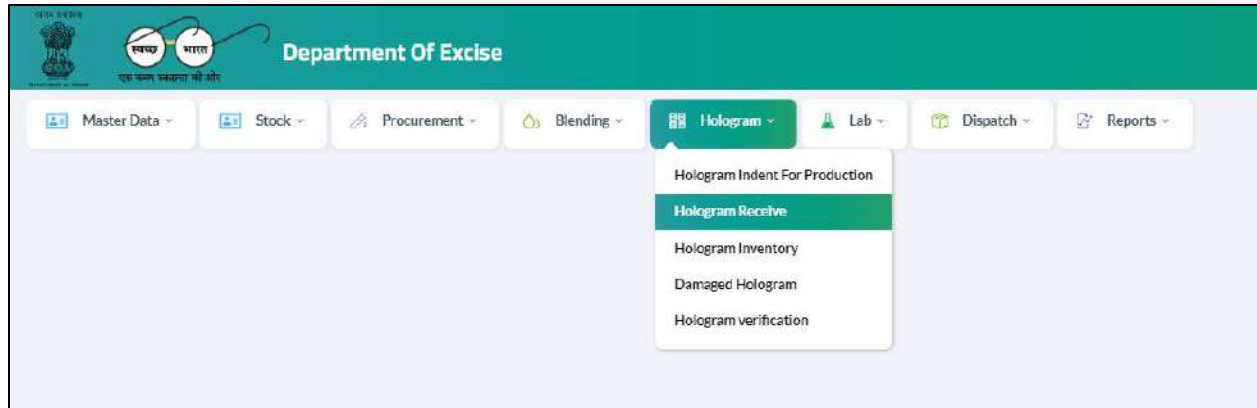 स्वच्छ भारत
एक कदम स्वच्छता की ओर
Department Of Excise
Master Data
Stock
Procurement
Blending
Hologram
Lab
Dispatch
Reports
Hologram Indent For Production
Hologram Receive
Hologram Inventory
Damaged Hologram
Hologram verification